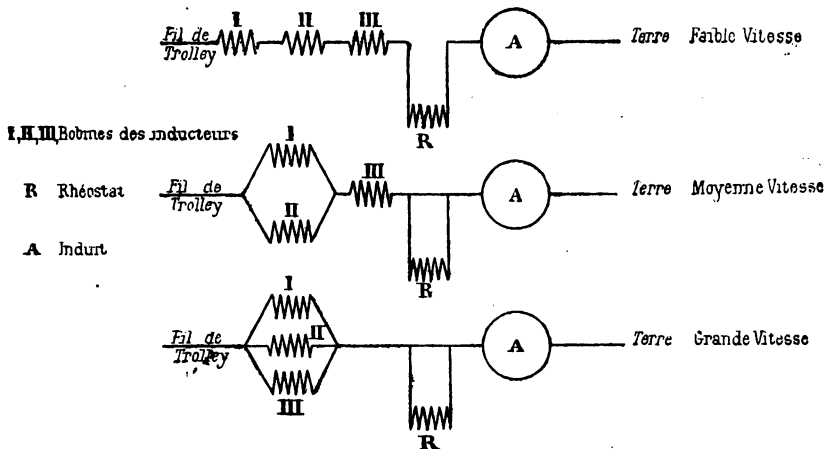 I II III
Fil de
Trolley
A
Terre Faible Vitesse
R
I, II, III, Bobines des inducteurs
I
III
Fil de
Trolley
II
A
Terre Moyenne Vitesse
R Rhéostat
R
A Induit
I
II
Fil de
Trolley
III
A
Terre Grande Vitesse
R